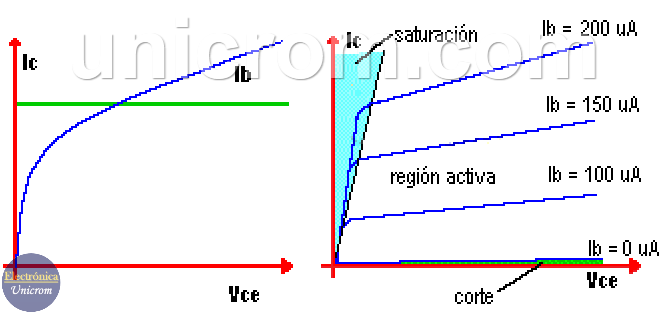 unicrom.com
Ic
Ib
Vce
Electrónica
Unicrom
Ic
saturación
Ib = 200 uA
Ib = 150 uA
región activa
Ib = 100 uA
Ib = 0 uA
Vce
corte